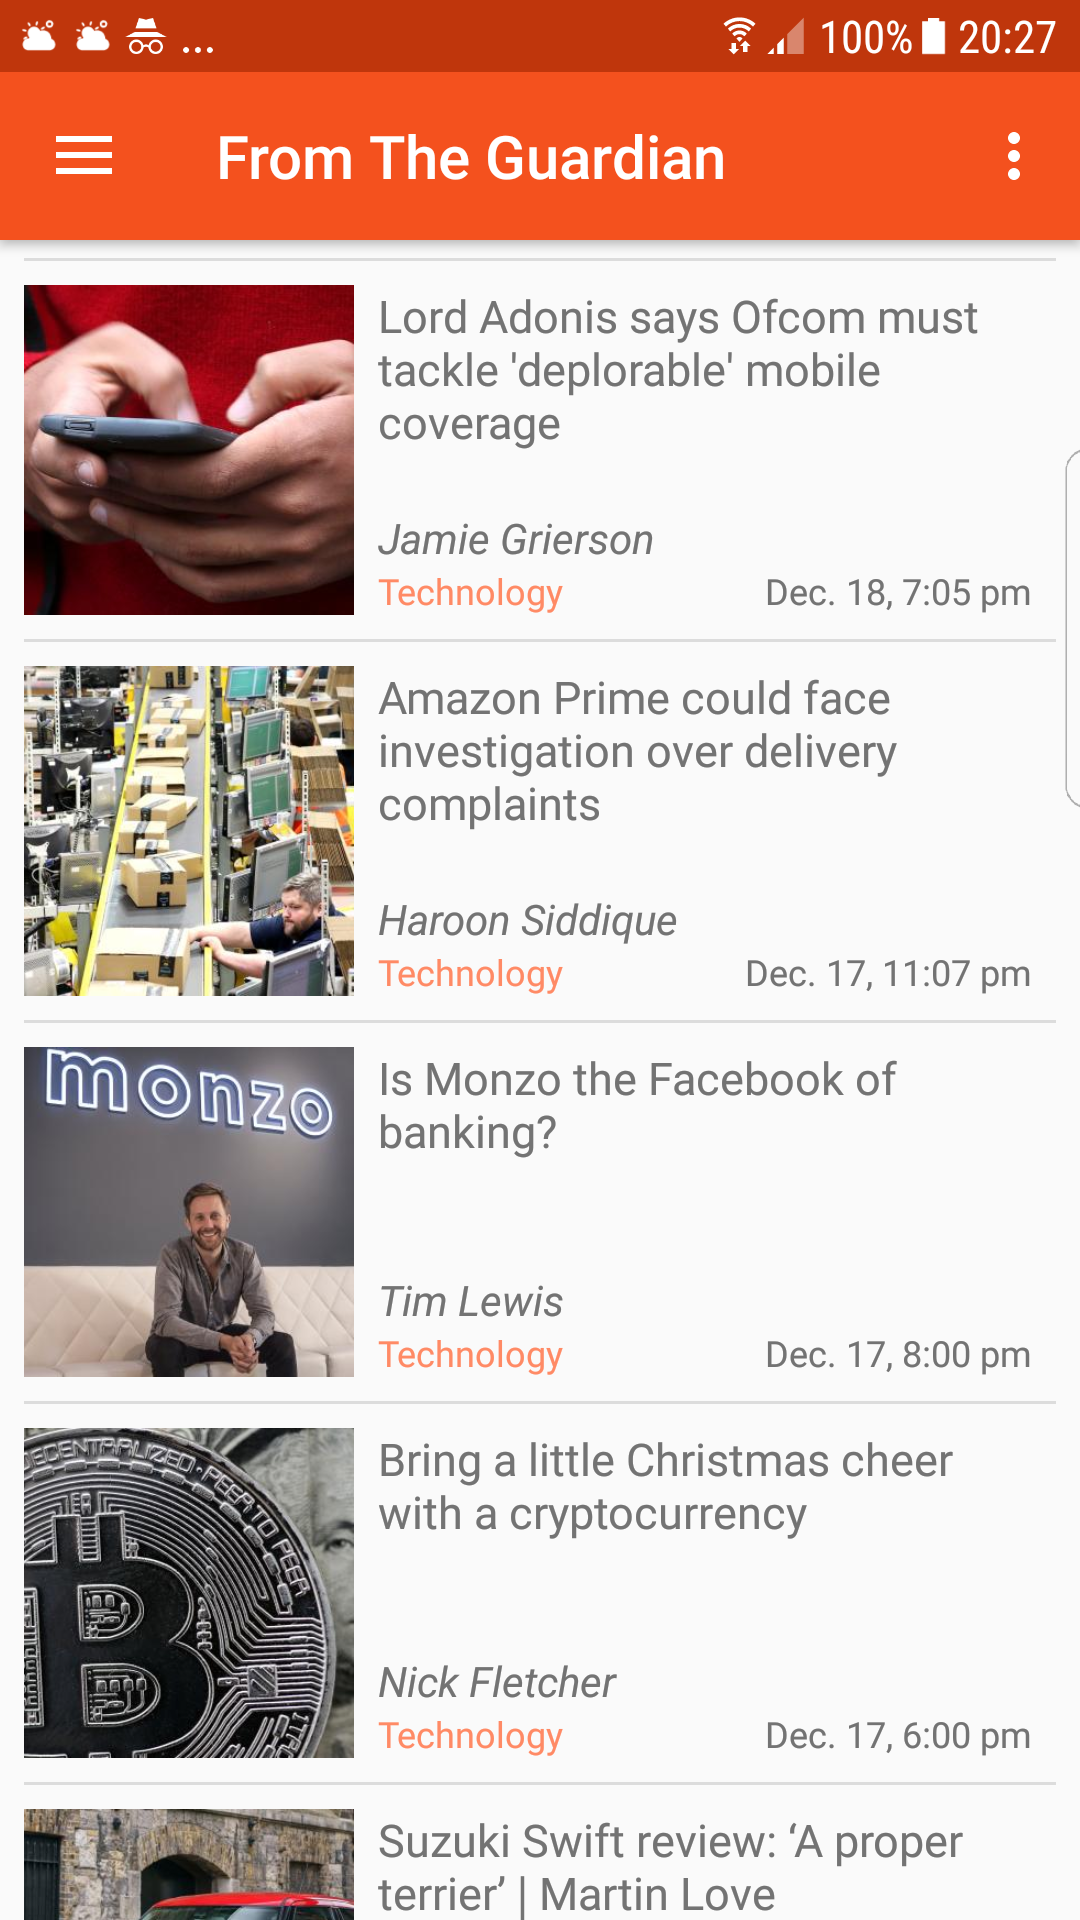 ... 100% 20:27
From The Guardian
Lord Adonis says Ofcom must
tackle 'deplorable' mobile
coverage
Jamie Grierson
Technology Dec. 18, 7:05 pm
Amazon Prime could face
investigation over delivery
complaints
Haroon Siddique
Technology Dec. 17, 11:07 pm
monzo
Is Monzo the Facebook of
banking?
Tim Lewis
Technology Dec. 17, 8:00 pm
DECENTRALIZED · PEER TO PEER
Bring a little Christmas cheer
with a cryptocurrency
Nick Fletcher
Technology Dec. 17, 6:00 pm
Suzuki Swift review: ‘A proper
terrier’ | Martin Love